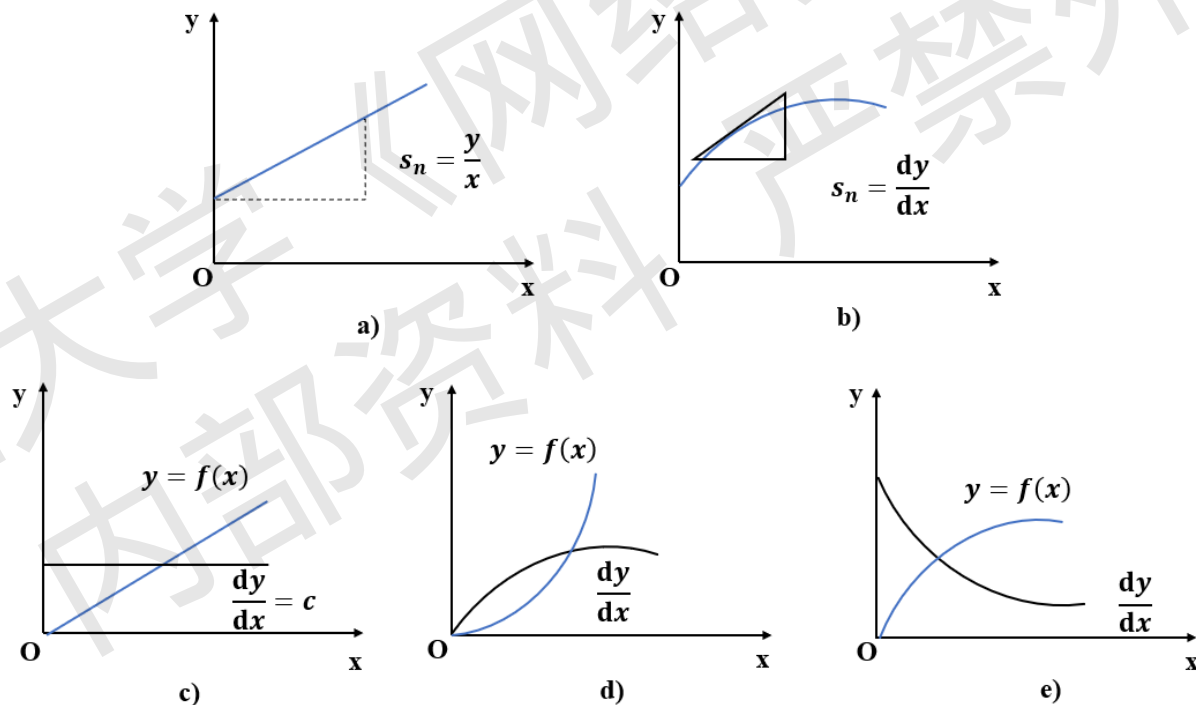 大学《网络
内部资料 严禁外
y
s_n = y/x
O
x
a)
y
s_n = dy/dx
O
x
b)
y
y = f(x)
dy/dx = c
O
x
c)
y
y = f(x)
dy/dx
O
x
d)
y
y = f(x)
dy/dx
O
x
e)